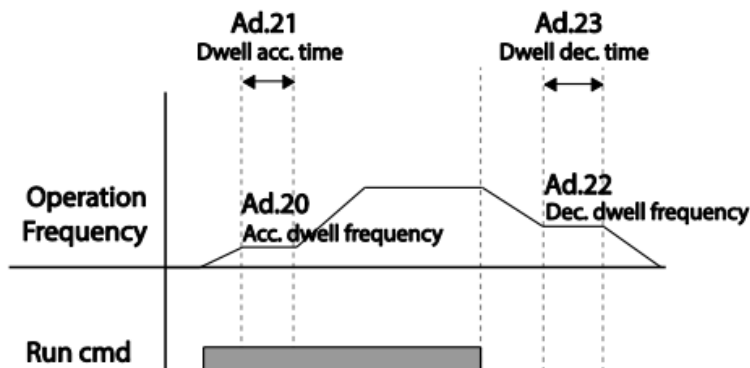 Ad.21
Dwell acc. time
Ad.23
Dwell dec. time
Operation
Frequency
Ad.20
Acc. dwell frequency
Ad.22
Dec. dwell frequency
Run cmd